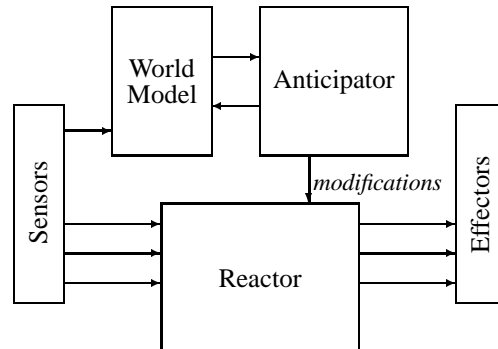 World
Model
Anticipator
Sensors
modifications
Effectors
Reactor